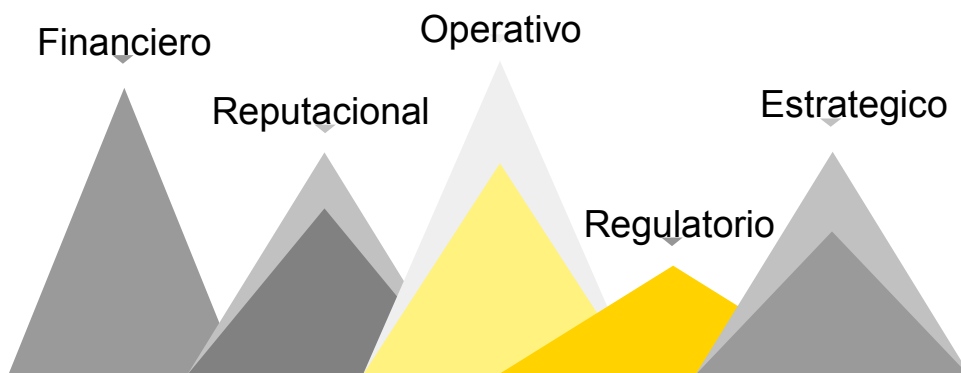 Financiero
Reputacional
Operativo
Regulatorio
Estrategico